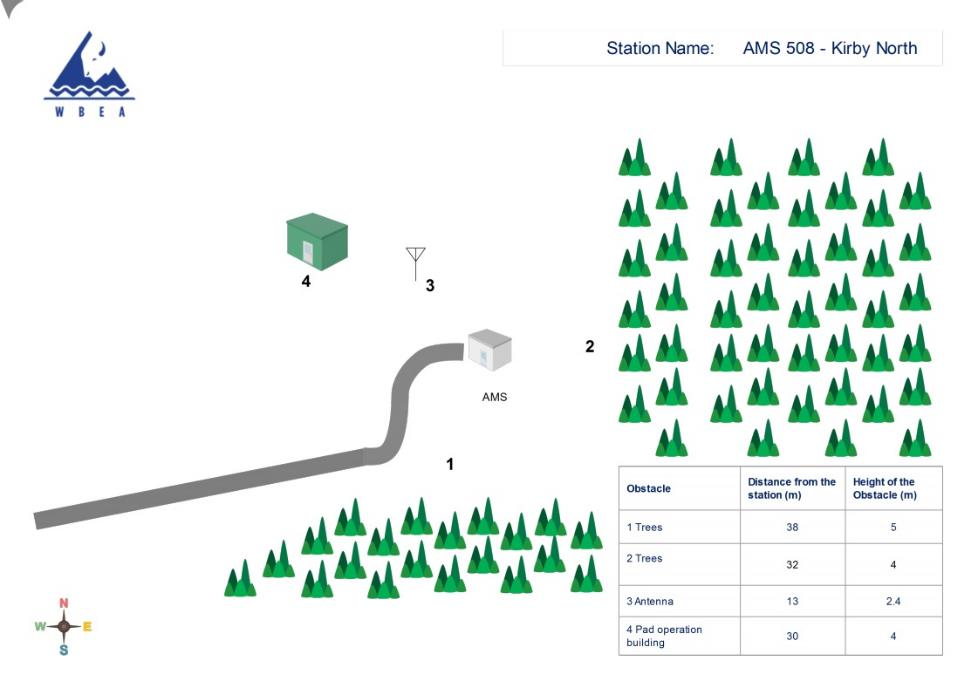 Station Name: AMS 508 - Kirby North
W B E A
4
3
2
AMS
1
Obstacle Distance from the station (m) Height of the Obstacle (m)
1 Trees 38 5
2 Trees 32 4
3 Antenna 13 2.4
4 Pad operation building 30 4
N
W E
S